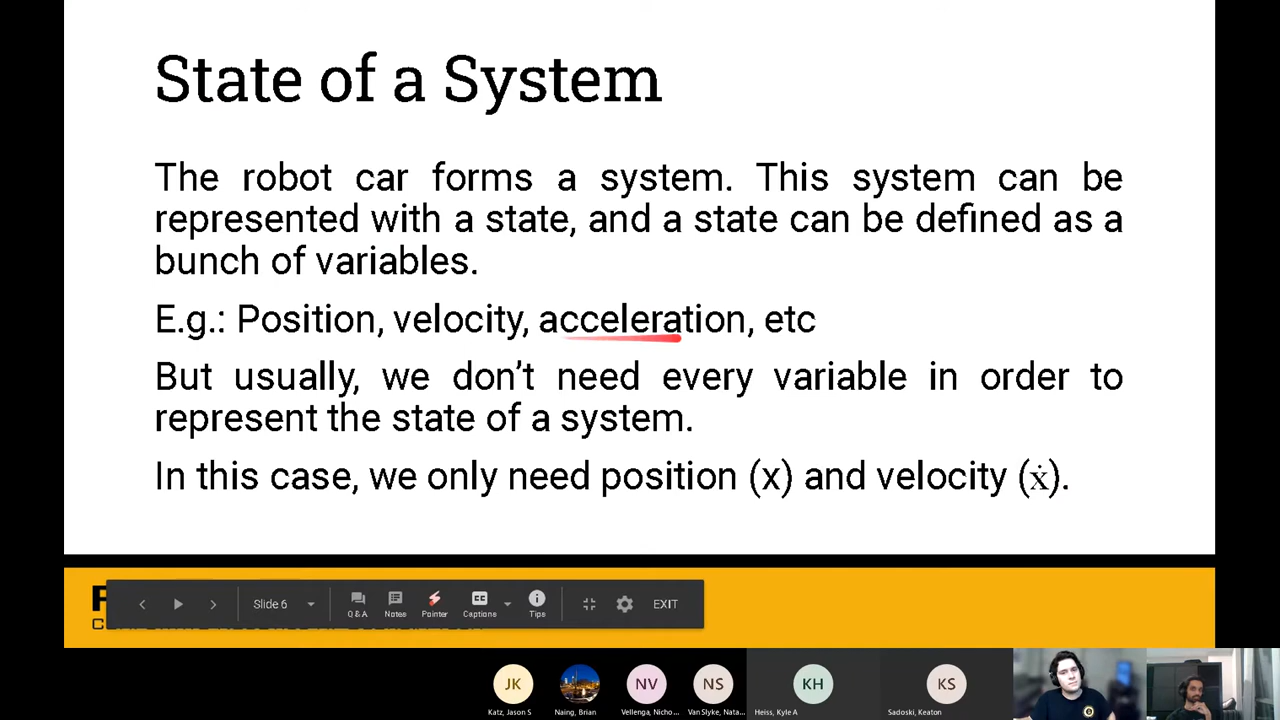 State of a System
The robot car forms a system. This system can be
represented with a state, and a state can be defined as a
bunch of variables.
E.g.: Position, velocity, acceleration, etc
But usually, we don't need every variable in order to
represent the state of a system.
In this case, we only need position (x) and velocity (ẋ).
Slide 6
Q & A
Notes
Pointer
Captions
Tips
EXIT
JK
NV
NS
KH
KS
Katz, Jason S
Naing, Brian
Vellenga, Nicho ...
Van Slyke, Nata...
Heiss, Kyle A
Sadoski, Keaton